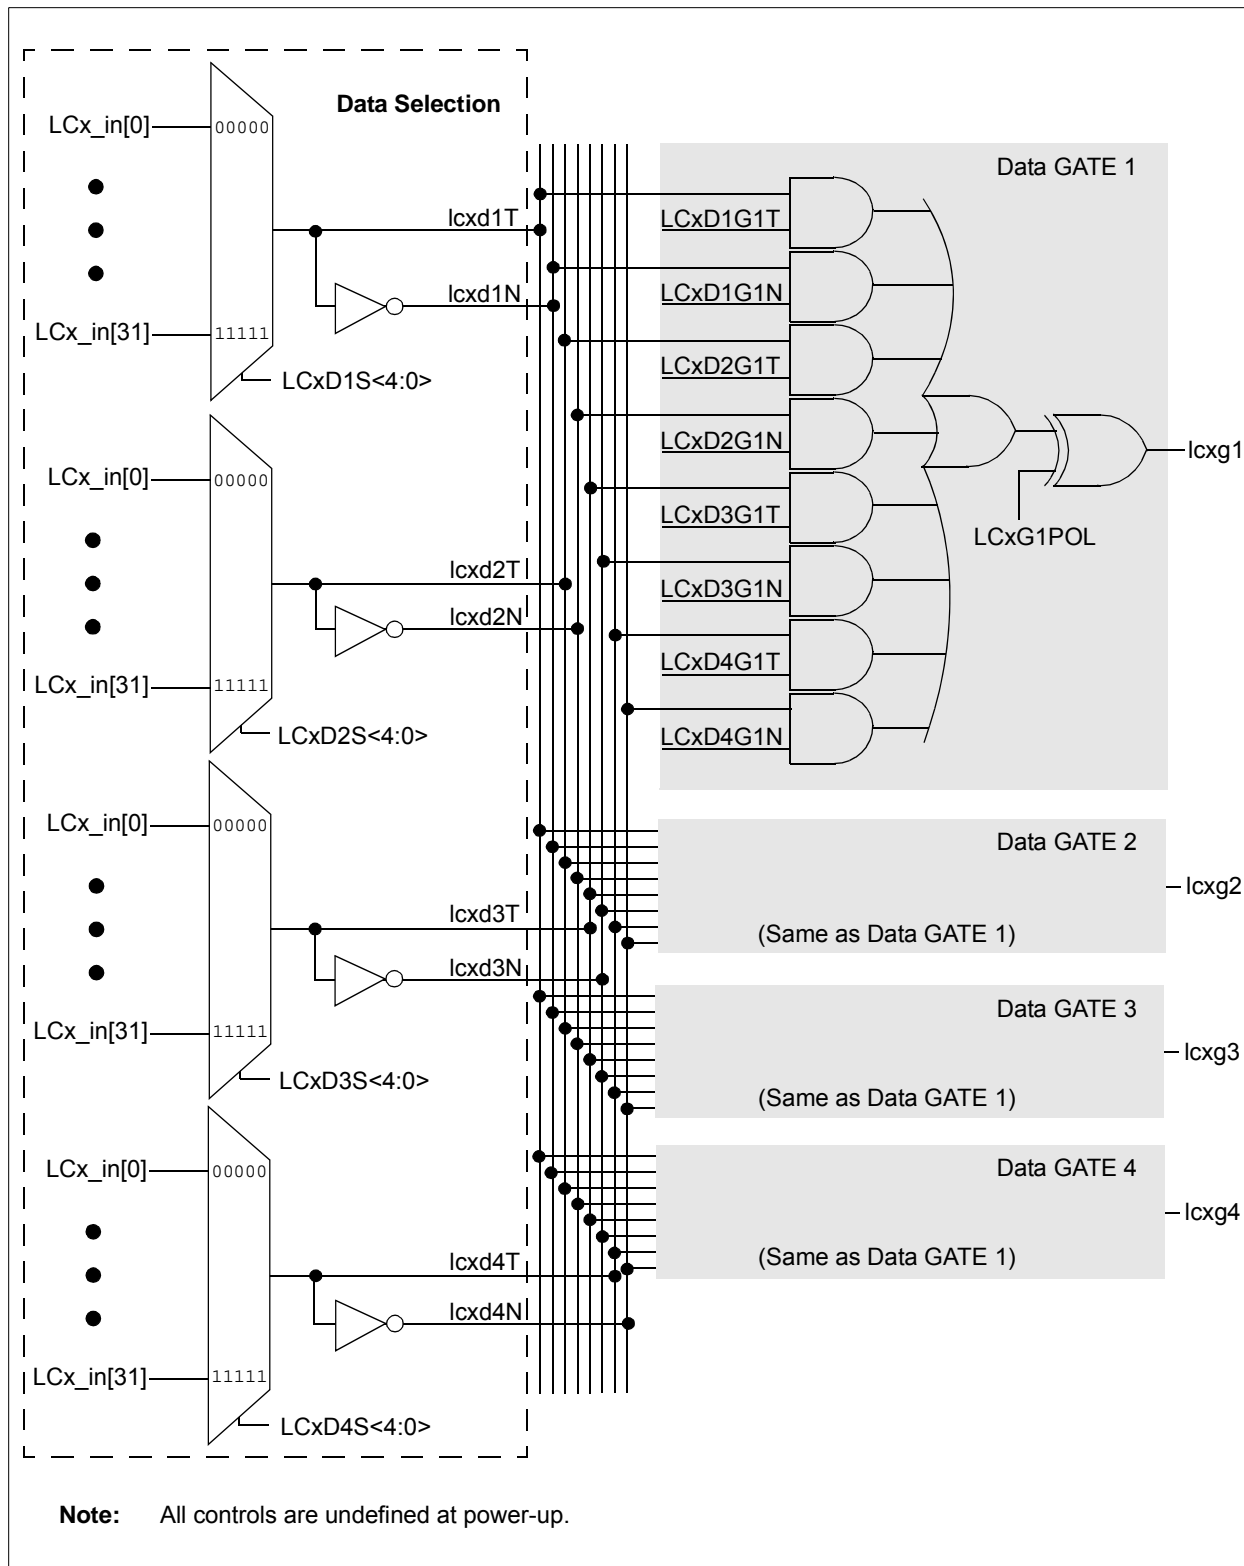 Data Selection
LCx_in[0]
00000
LCx_in[31]
11111
LCxD1S<4:0>
lcxd1T
lcxd1N
LCx_in[0]
00000
LCx_in[31]
11111
LCxD2S<4:0>
lcxd2T
lcxd2N
LCx_in[0]
00000
LCx_in[31]
11111
LCxD3S<4:0>
lcxd3T
lcxd3N
LCx_in[0]
00000
LCx_in[31]
11111
LCxD4S<4:0>
lcxd4T
lcxd4N
Data GATE 1
LCxD1G1T
LCxD1G1N
LCxD2G1T
LCxD2G1N
LCxD3G1T
LCxD3G1N
LCxD4G1T
LCxD4G1N
LCxG1POL
lcxg1
Data GATE 2
(Same as Data GATE 1)
lcxg2
Data GATE 3
(Same as Data GATE 1)
lcxg3
Data GATE 4
(Same as Data GATE 1)
lcxg4
Note: All controls are undefined at power-up.